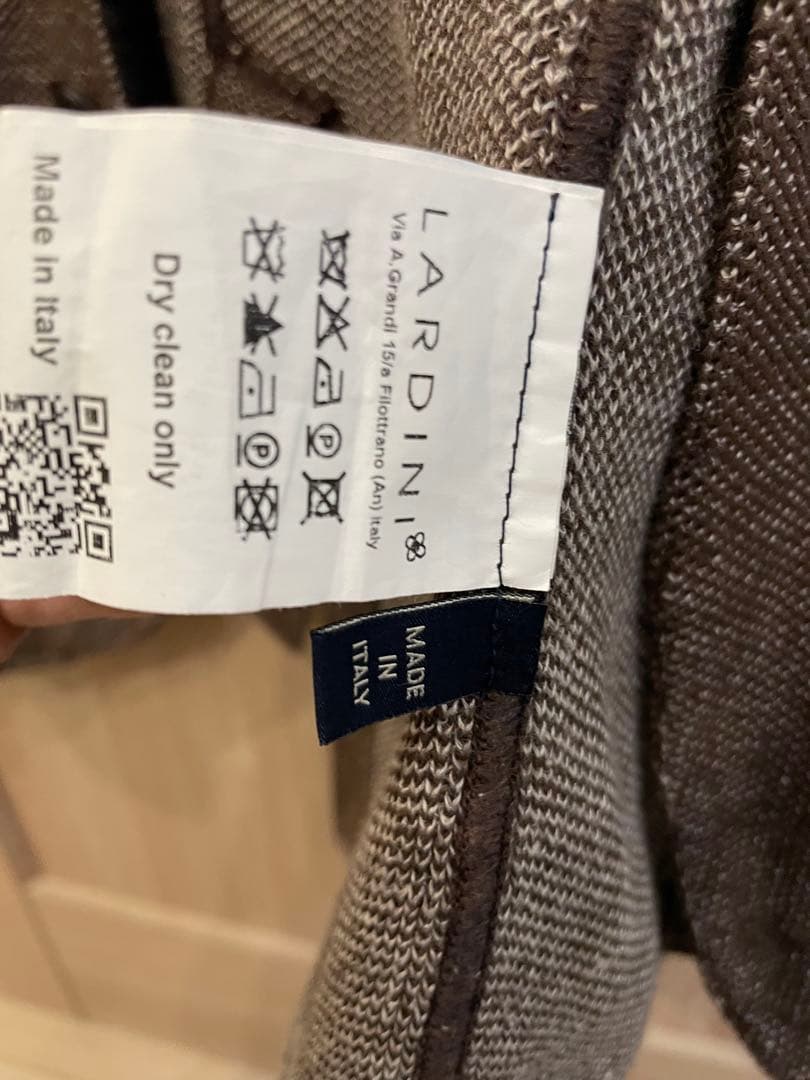 LARDINI
Via A.Grandi 15/a Filottrano (An) Italy
P
P
Dry clean only
Made in Italy
MADE
IN
ITALY